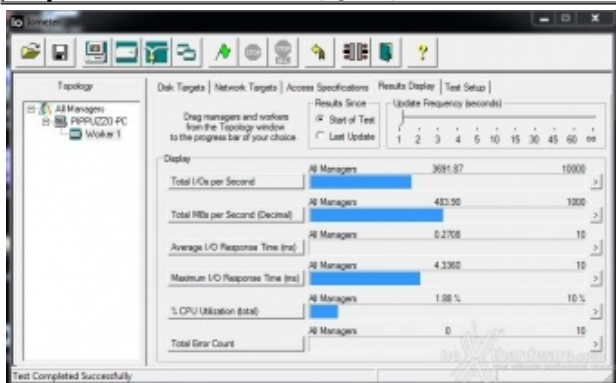 Iometer
Topology
All Managers
PIPPUZZO-PC
Worker 1
Disk Targets
Network Targets
Access Specifications
Results Display
Test Setup
Drag managers and workers
from the Topology window
to the progress bar of your choice.
Results Since
Start of Test
Last Update
Update Frequency (seconds)
1 2 3 4 5 10 15 30 45 60 ∞
Display
All Managers 3691.87 10000
Total I/Os per Second
All Managers 483.90 1000
Total MBs per Second (Decimal)
All Managers 0.2708 10
Average I/O Response Time (ms)
All Managers 4.3360 10
Maximum I/O Response Time (ms)
All Managers 1.88 % 10 %
% CPU Utilization (total)
All Managers 0 10
Total Error Count
Test Completed Successfully